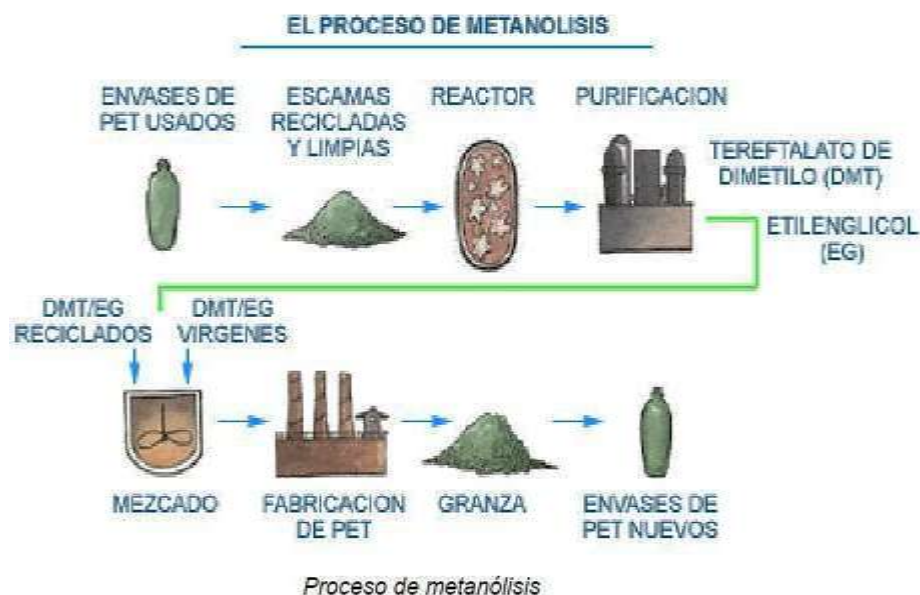 EL PROCESO DE METANOLISIS
ENVASES DE
PET USADOS
ESCAMAS
RECICLADAS
Y LIMPIAS
REACTOR
PURIFICACION
TEREFTALATO DE
DIMETILO (DMT)
ETILENGLICOL
(EG)
DMT/EG
RECICLADOS
DMT/EG
VIRGENES
MEZCADO
FABRICACION
DE PET
GRANZA
ENVASES DE
PET NUEVOS
Proceso de metanólisis